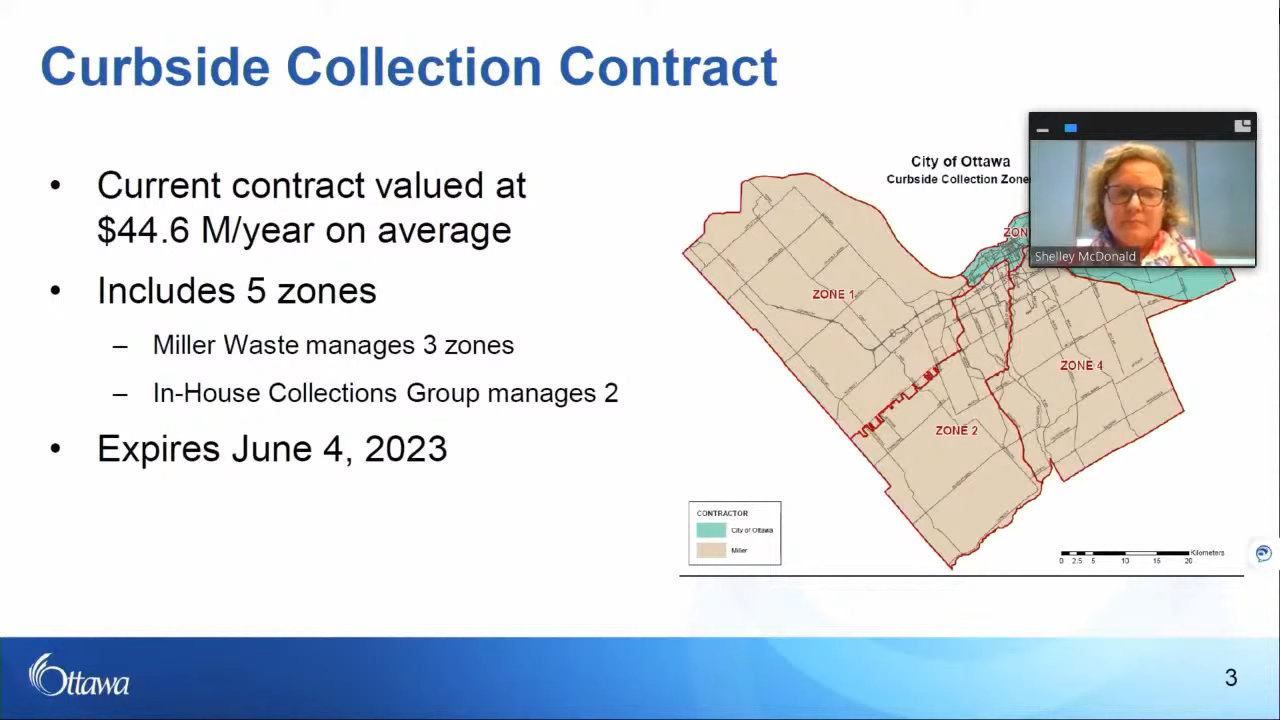 Curbside Collection Contract
• Current contract valued at
$44.6 M/year on average
• Includes 5 zones
– Miller Waste manages 3 zones
– In-House Collections Group manages 2
• Expires June 4, 2023
City of Ottawa
Curbside Collection Zone
Shelley McDonald
ZON
ZONE 1
ZONE 4
ZONE 2
CONTRACTOR
City of Ottawa
Miller
Kilometers
0 2.5 5 10 15 20
Ottawa
3